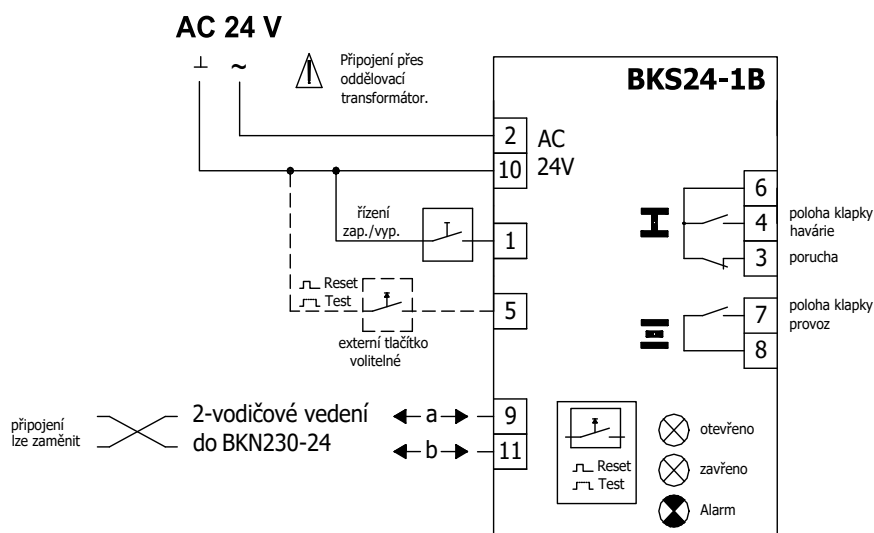 AC 24 V
⊥ ~
Připojení přes
oddělovací
transformátor.
BKS24-1B
2
AC
10
24V
řízení
zap./vyp.
1
Reset
Test
5
externí tlačítko
volitelné
6
4
poloha klapky
havárie
3
porucha
7
poloha klapky
provoz
8
připojení
lze zaměnit
2-vodičové vedení
do BKN230-24
a
9
b
11
Reset
Test
otevřeno
zavřeno
Alarm